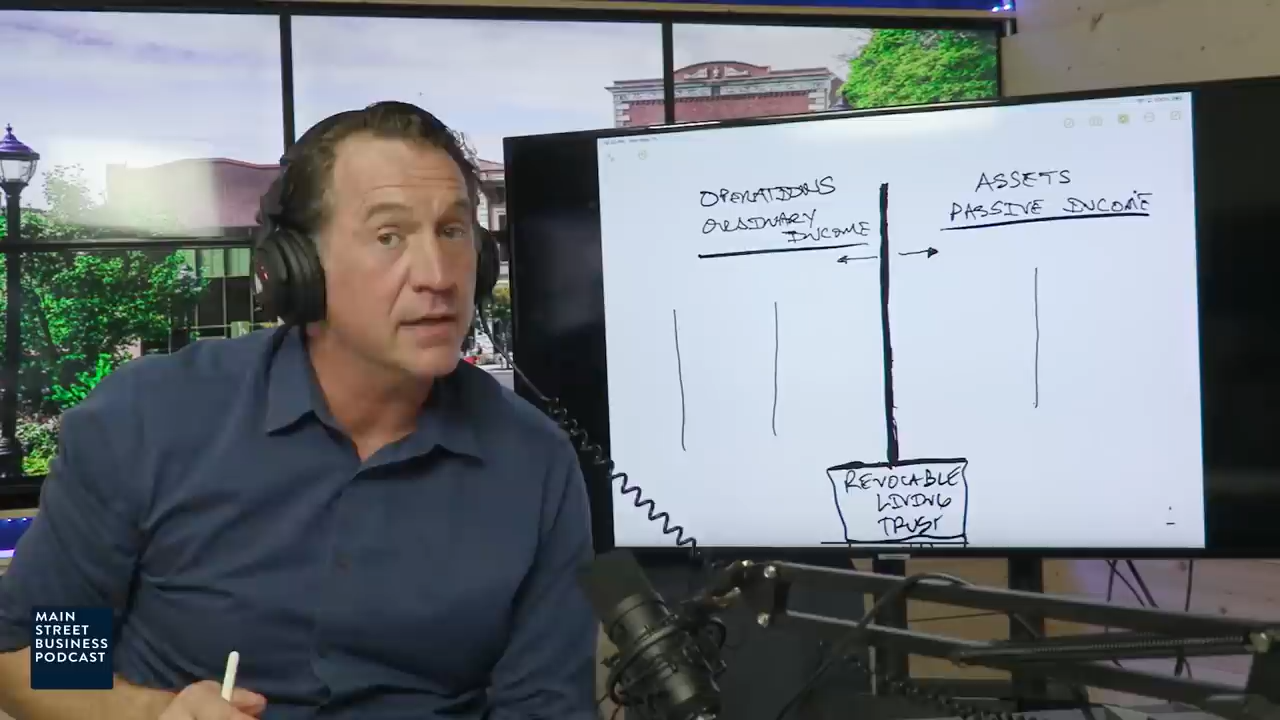 OPERATIONS
ORDINARY
INCOME
ASSETS
PASSIVE INCOME
REVOCABLE
LIVING
TRUST
MAIN
STREET
BUSINESS
PODCAST